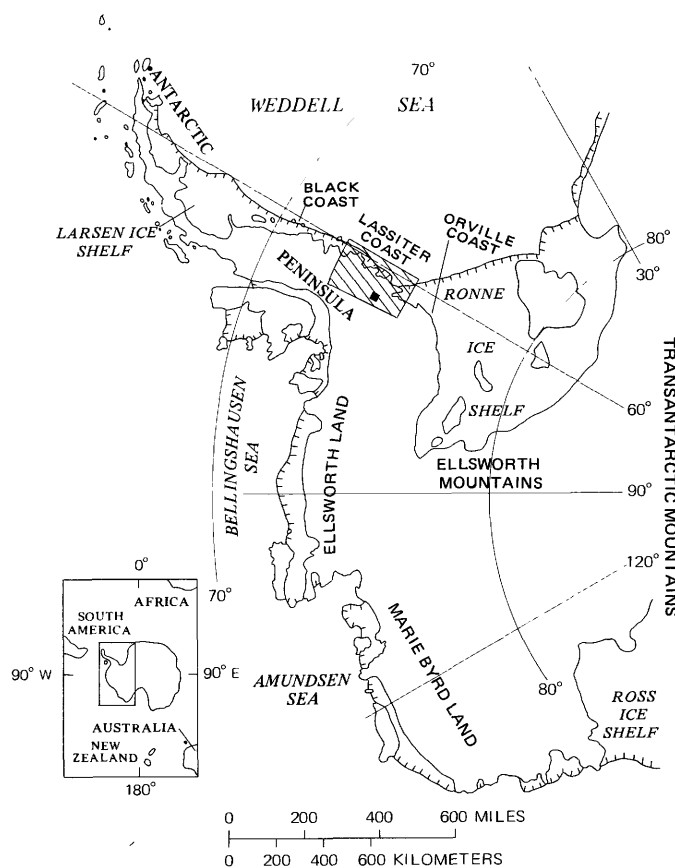 70°
ANTARCTIC
WEDDELL SEA
BLACK
COAST
LASSITER
COAST
ORVILLE
COAST
LARSEN ICE
SHELF
PENINSULA
80°
30°
RONNE
ICE
SHELF
60°
TRANSANTARCTIC MOUNTAINS
BELLINGSHAUSEN
SEA
ELLSWORTH LAND
ELLSWORTH
MOUNTAINS
90°
120°
70°
0°
AFRICA
SOUTH
AMERICA
90° W
90° E
AUSTRALIA
NEW
ZEALAND
180°
AMUNDSEN
SEA
MARIE BYRD LAND
80°
ROSS
ICE
SHELF
0 200 400 600 MILES
0 200 400 600 KILOMETERS